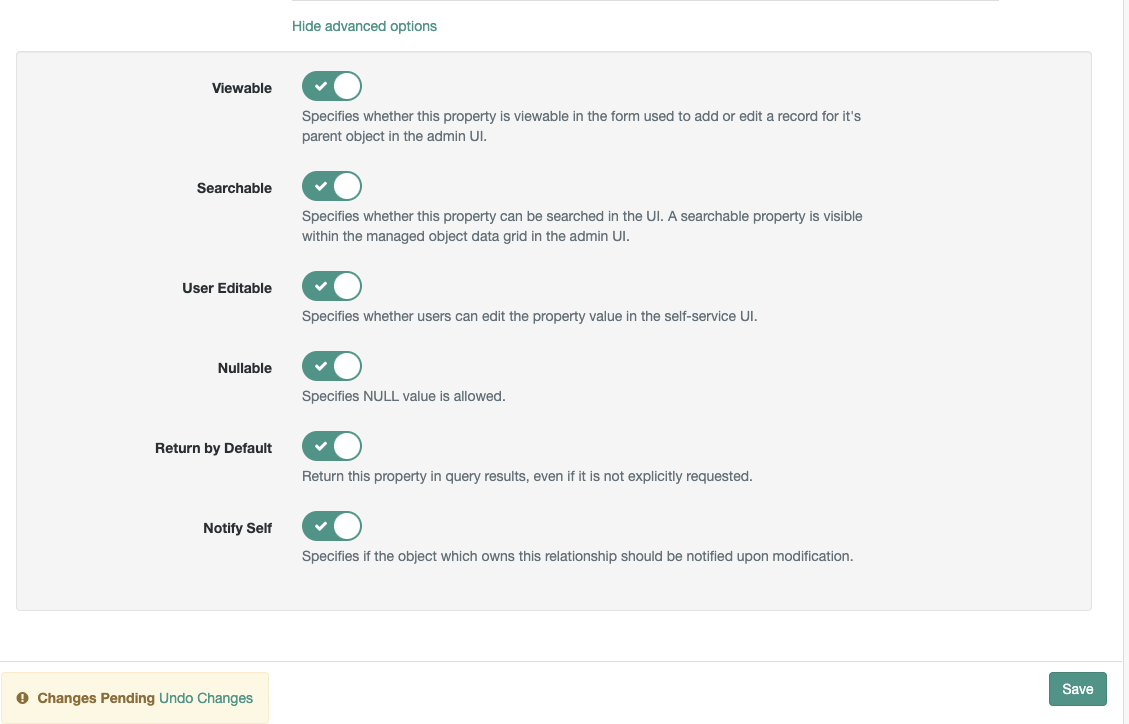 Hide advanced options
Viewable
Specifies whether this property is viewable in the form used to add or edit a record for it's
parent object in the admin UI.
Searchable
Specifies whether this property can be searched in the UI. A searchable property is visible
within the managed object data grid in the admin UI.
User Editable
Specifies whether users can edit the property value in the self-service UI.
Nullable
Specifies NULL value is allowed.
Return by Default
Return this property in query results, even if it is not explicitly requested.
Notify Self
Specifies if the object which owns this relationship should be notified upon modification.
Changes Pending Undo Changes
Save